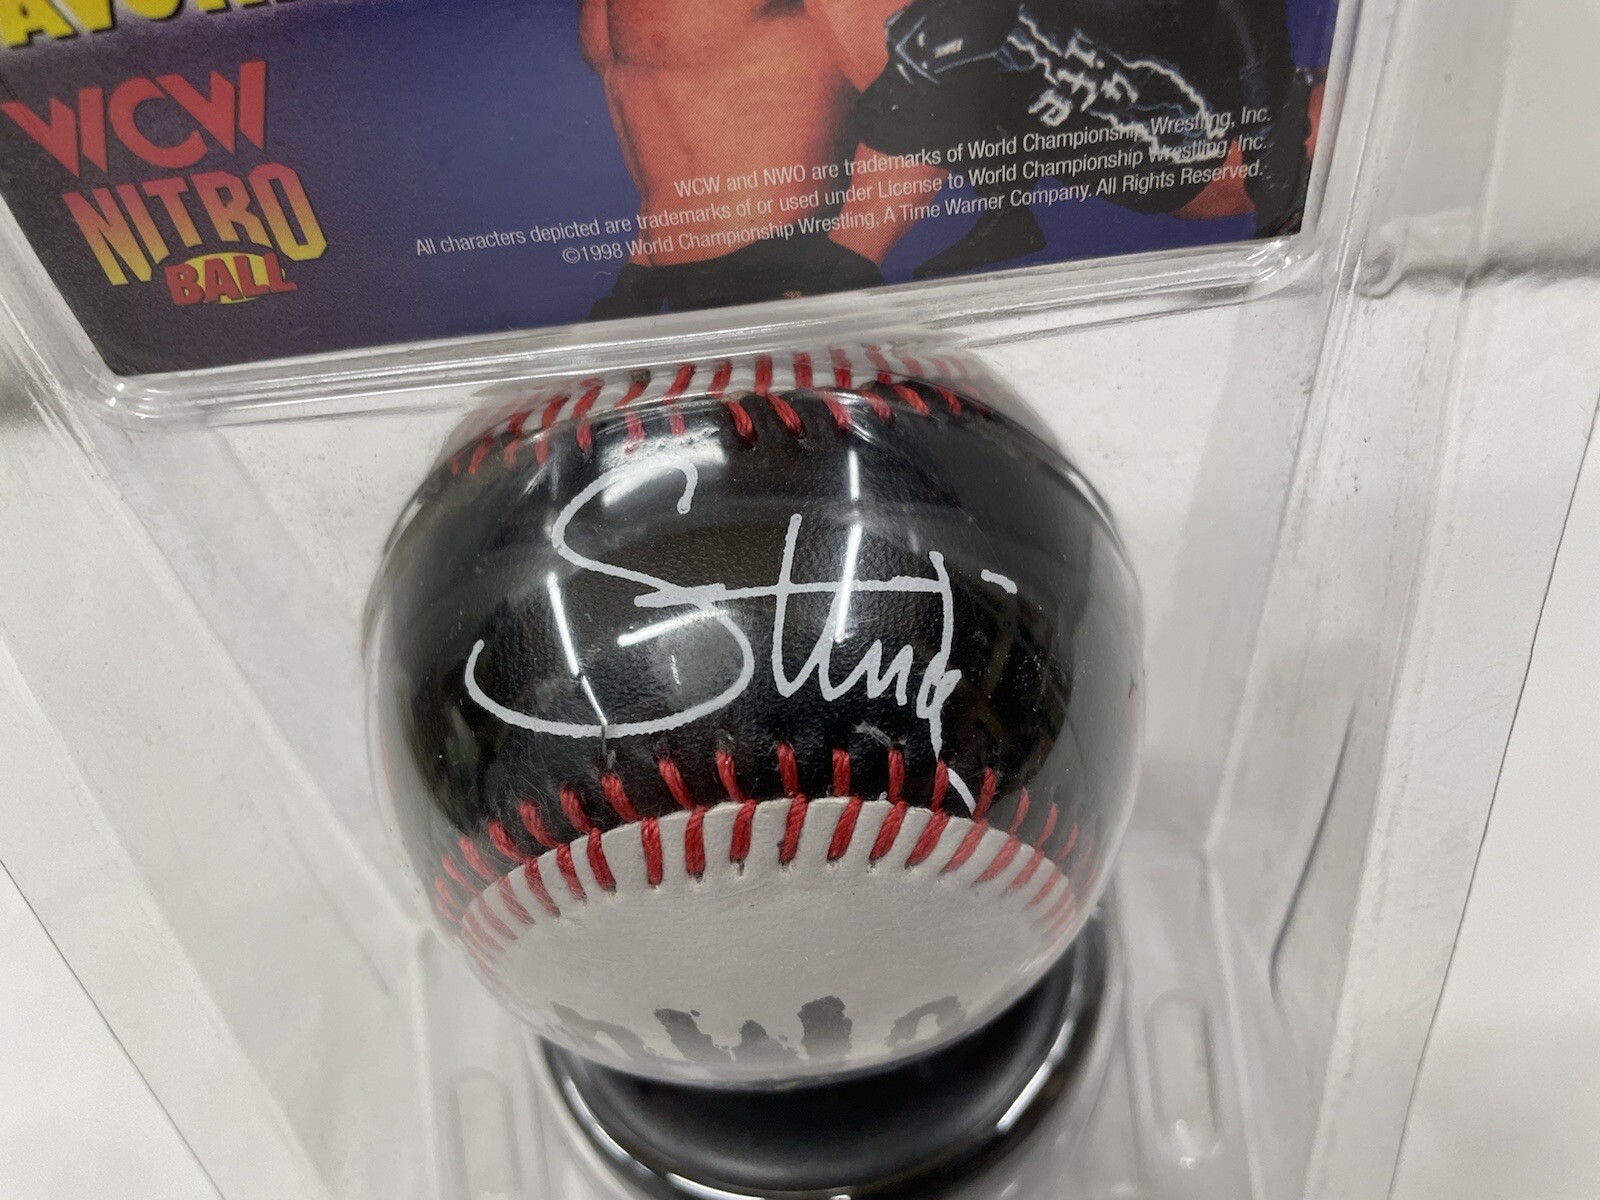 WCW
NITRO
BALL
WCW and NWO are trademarks of World Championship Wrestling, Inc.
All characters depicted are trademarks of or used under License to World Championship Wrestling, Inc.
©1998 World Championship Wrestling, A Time Warner Company. All Rights Reserved.
Sting
nWo